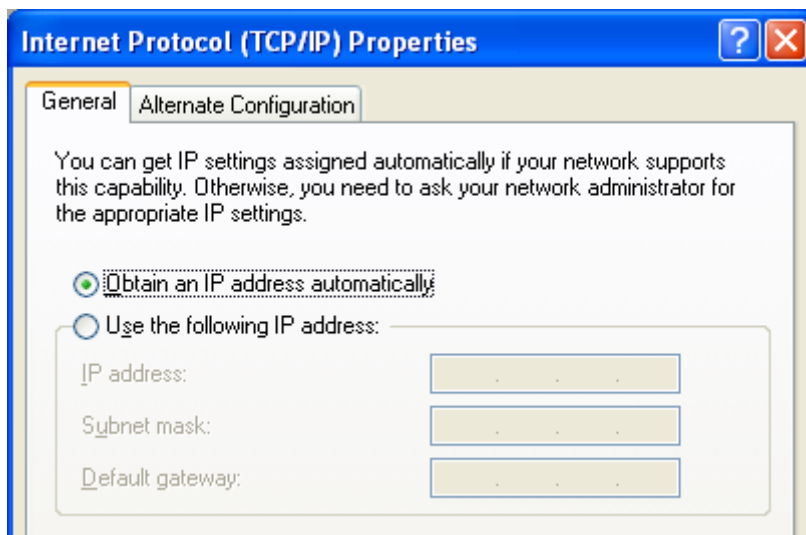 Internet Protocol (TCP/IP) Properties
General
Alternate Configuration
You can get IP settings assigned automatically if your network supports
this capability. Otherwise, you need to ask your network administrator for
the appropriate IP settings.
Obtain an IP address automatically
Use the following IP address:
IP address:
Subnet mask:
Default gateway: